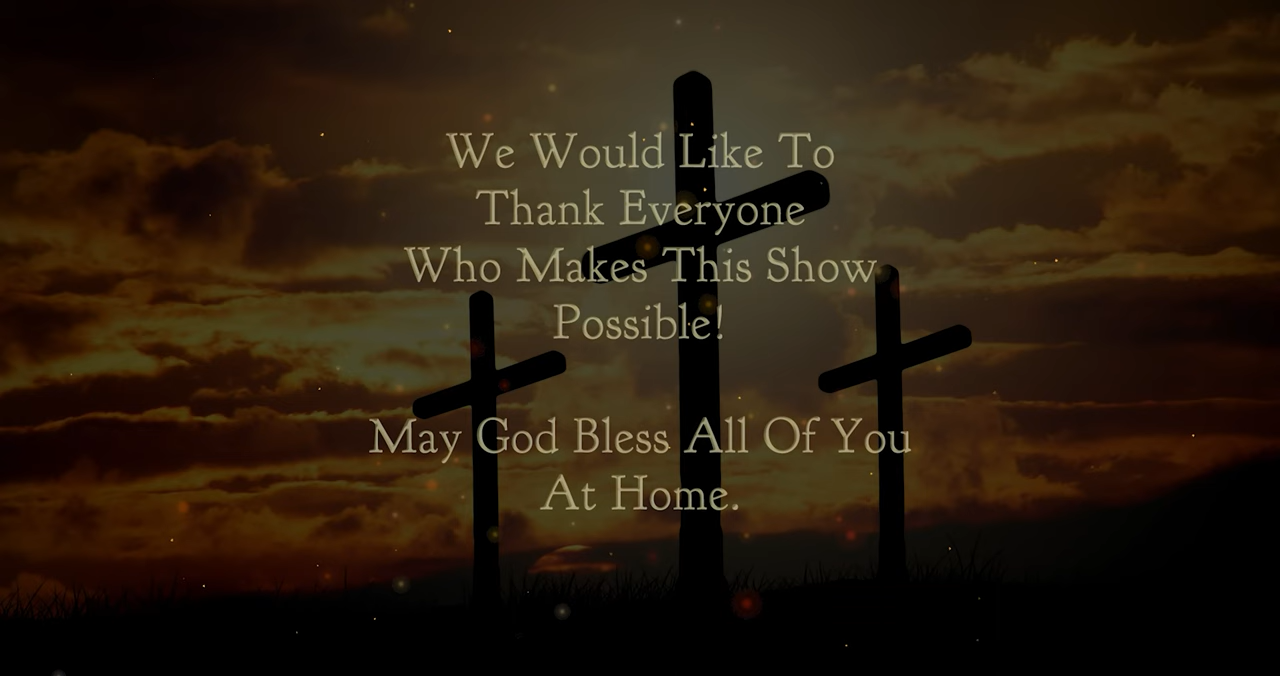 We Would Like To
Thank Everyone
Who Makes This Show
Possible!
May God Bless All Of You
At Home.